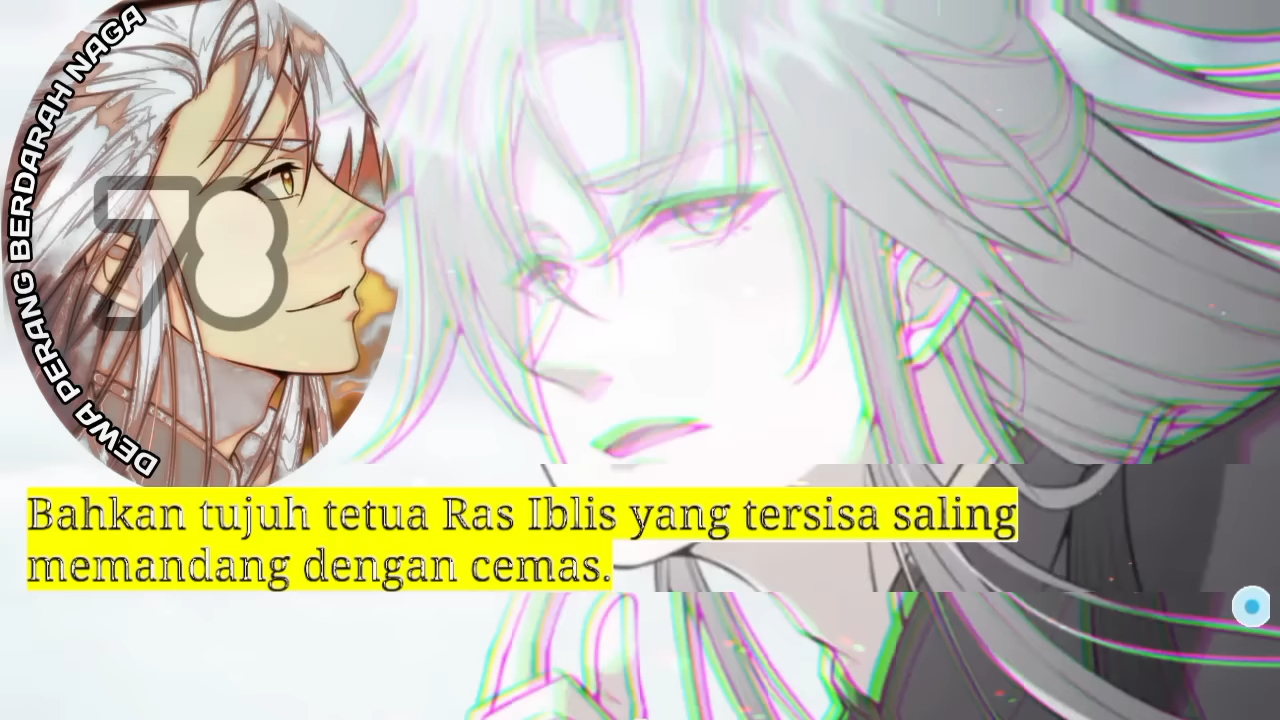 DEWA PERANG BERDARAH NAGA
78
Bahkan tujuh tetua Ras Iblis yang tersisa saling
memandang dengan cemas.